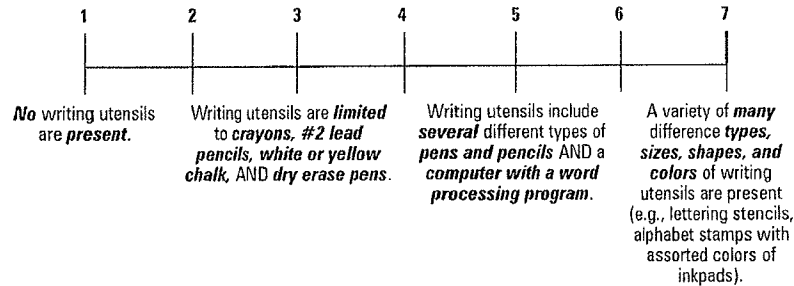 1 2 3 4 5 6 7
No writing utensils
are present.
Writing utensils are limited
to crayons, #2 lead
pencils, white or yellow
chalk, AND dry erase pens.
Writing utensils include
several different types of
pens and pencils AND a
computer with a word
processing program.
A variety of many
difference types,
sizes, shapes, and
colors of writing
utensils are present
(e.g., lettering stencils,
alphabet stamps with
assorted colors of
inkpads).